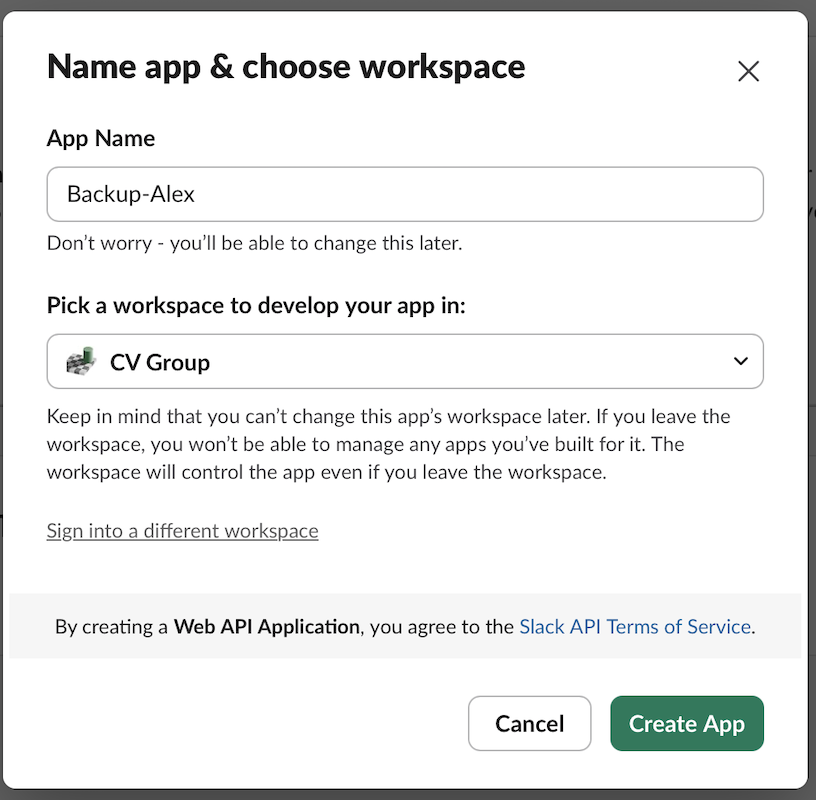 Name app & choose workspace
App Name
Backup-Alex
Don’t worry - you’ll be able to change this later.
Pick a workspace to develop your app in:
CV Group
Keep in mind that you can’t change this app’s workspace later. If you leave the
workspace, you won’t be able to manage any apps you’ve built for it. The
workspace will control the app even if you leave the workspace.
Sign into a different workspace
By creating a Web API Application, you agree to the Slack API Terms of Service.
Cancel
Create App